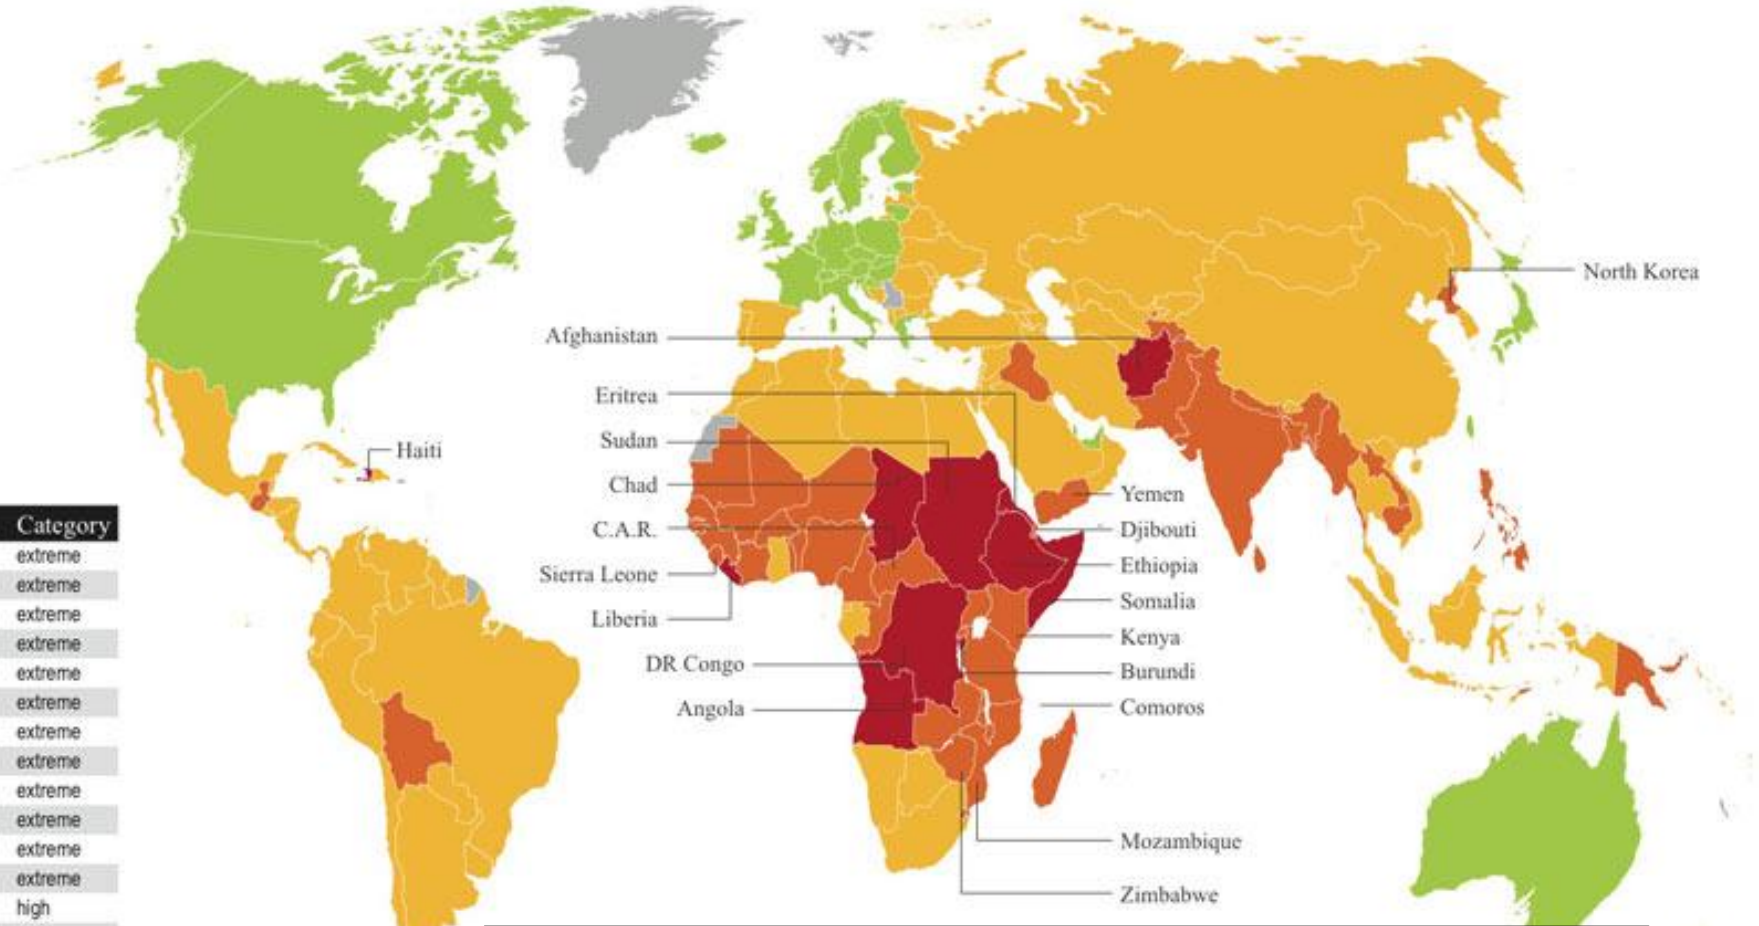 North Korea
Afghanistan
Eritrea
Sudan
Haiti
Chad
Yemen
C.A.R.
Djibouti
Sierra Leone
Ethiopia
Somalia
Liberia
Kenya
DR Congo
Burundi
Angola
Comoros
Mozambique
Zimbabwe
Category
extreme
extreme
extreme
extreme
extreme
extreme
extreme
extreme
extreme
extreme
extreme
extreme
high